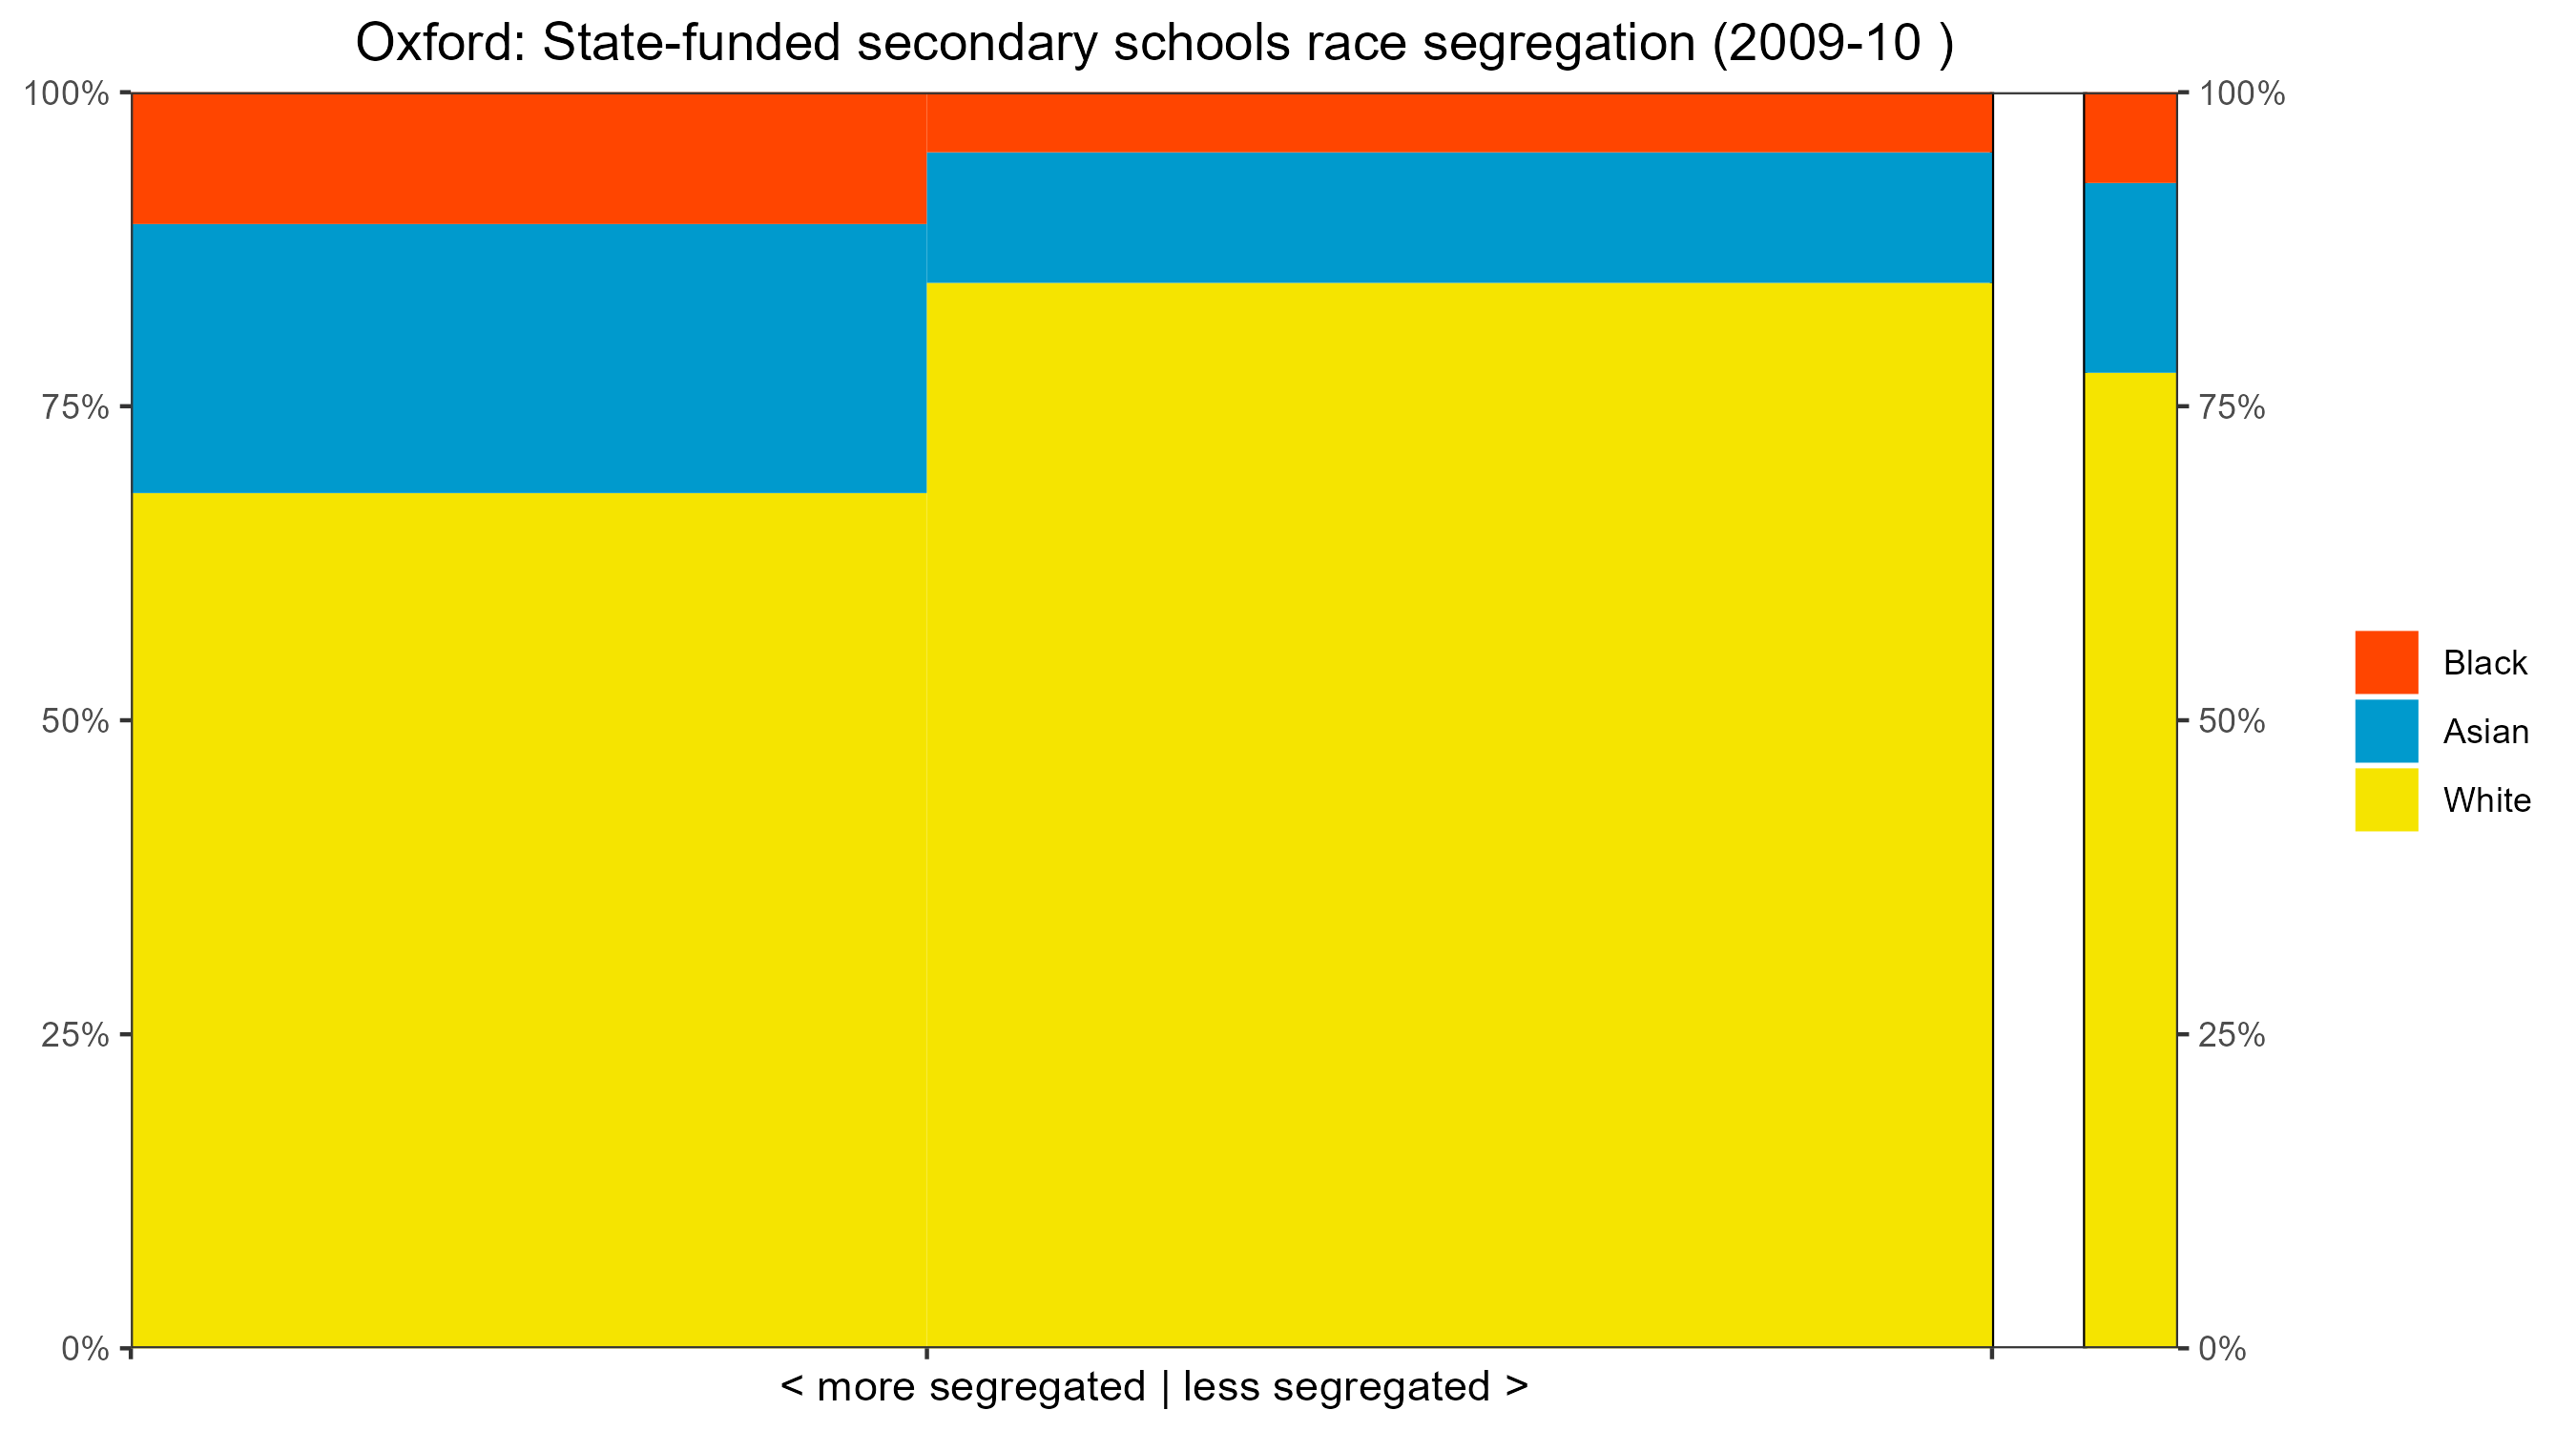 Oxford: State-funded secondary schools race segregation (2009-10 )
100%
75%
50%
25%
0%
100%
75%
50%
25%
0%
< more segregated | less segregated >
Black
Asian
White